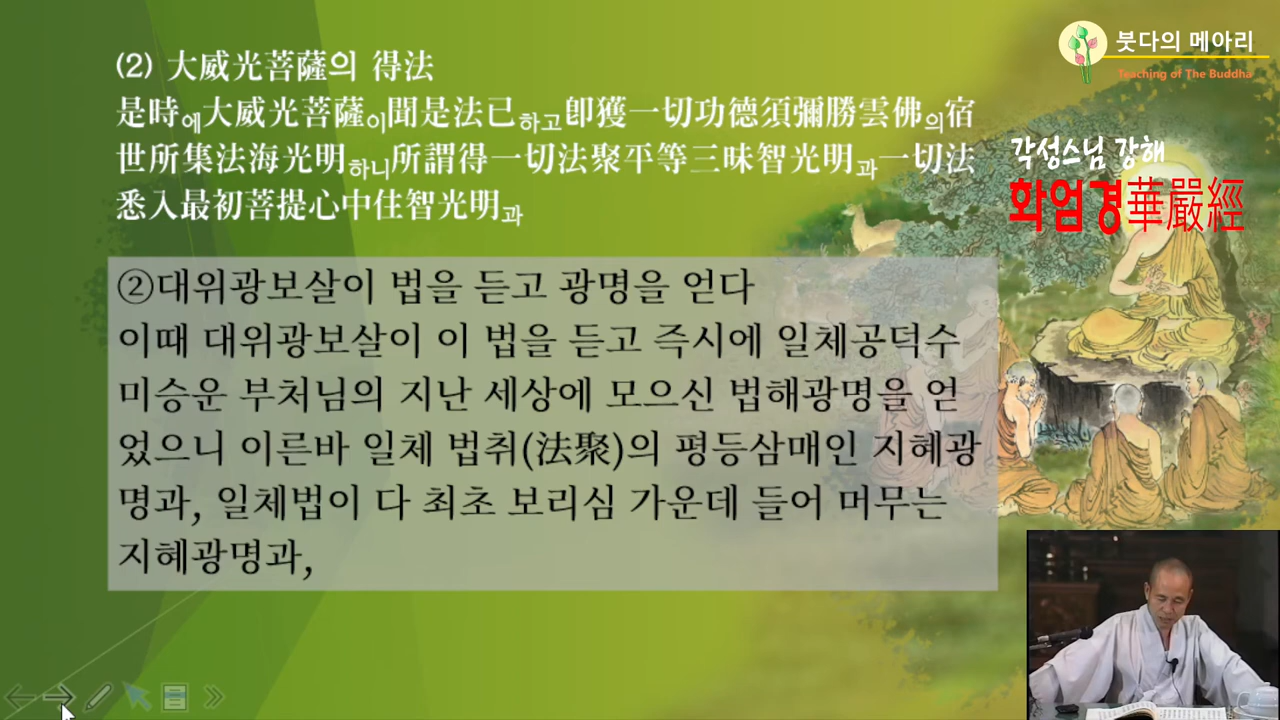 (2) 大威光菩薩의 得法
是時에大威光菩薩이聞是法已하고卽獲一切功德須彌勝雲佛의宿
世所集法海光明하니所謂得一切法聚平等三昧智光明과一切法
悉入最初菩提心中住智光明과
②대위광보살이 법을 듣고 광명을 얻다
이때 대위광보살이 이 법을 듣고 즉시에 일체공덕수
미승운 부처님의 지난 세상에 모으신 법해광명을 얻
었으니 이른바 일체 법취(法聚)의 평등삼매인 지혜광
명과, 일체법이 다 최초 보리심 가운데 들어 머무는
지혜광명과,
붓다의 메아리
Teaching of The Buddha
각성스님 강해
화엄경華嚴經